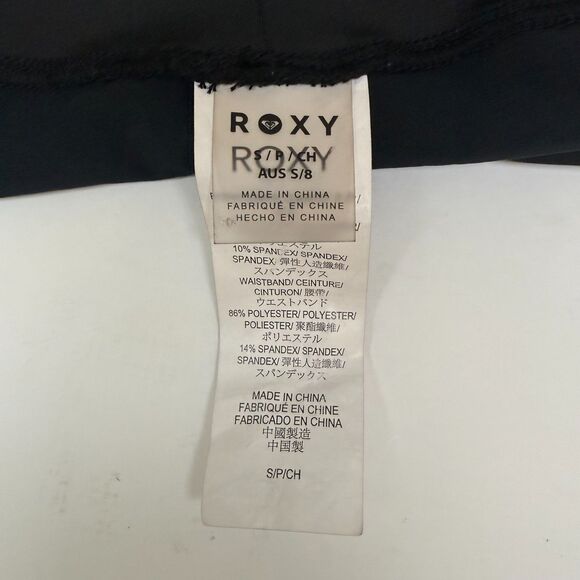 ROXY
ROXY
S/P/CH
AUS S/8
MADE IN CHINA
FABRIQUÉ EN CHINE
HECHO EN CHINA
10% SPANDEX/ SPANDEX/
SPANDEX/ 彈性人造纖維/
スパンデックス
WAISTBAND/ CEINTURE/
CINTURON/ 腰帶/
ウエストバンド
86% POLYESTER/ POLYESTER/
POLIESTER/ 聚酯纖維/
ポリエステル
14% SPANDEX/ SPANDEX/
SPANDEX/ 彈性人造纖維/
スパンデックス
MADE IN CHINA
FABRIQUÉ EN CHINE
FABRICADO EN CHINA
中國製造
中国製
S/P/CH